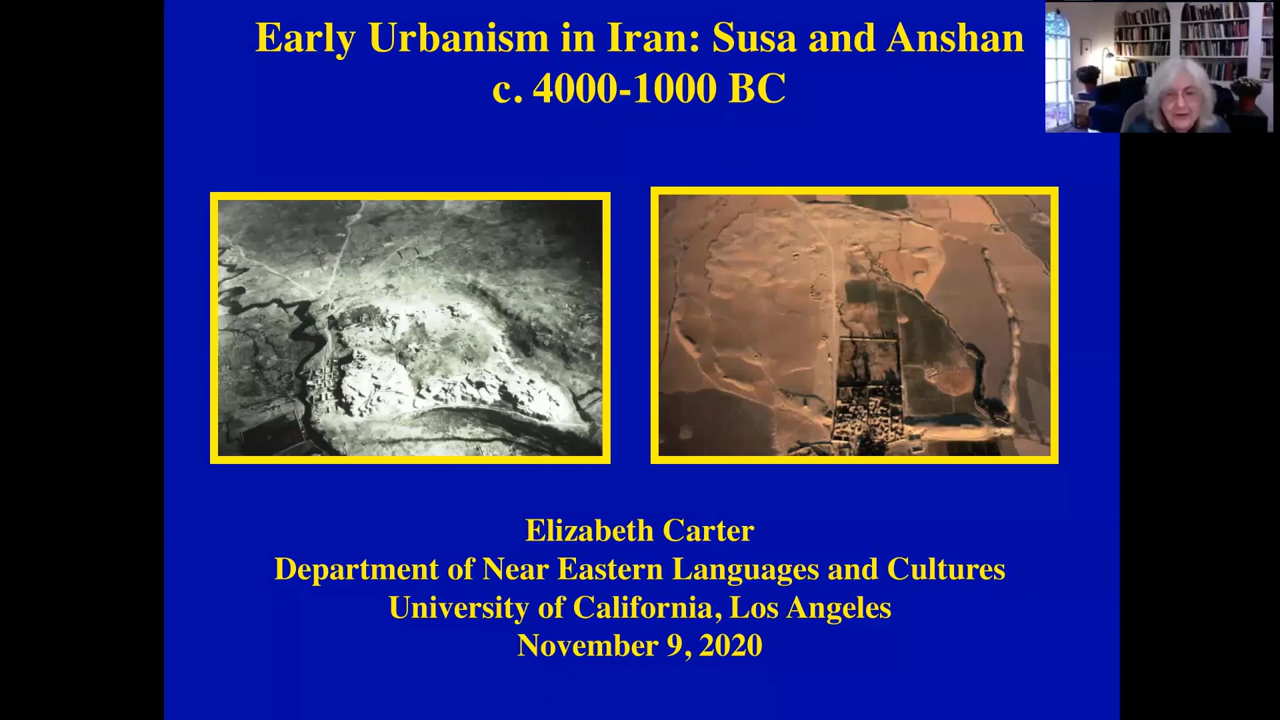 Early Urbanism in Iran: Susa and Anshan
c. 4000-1000 BC
Elizabeth Carter
Department of Near Eastern Languages and Cultures
University of California, Los Angeles
November 9, 2020